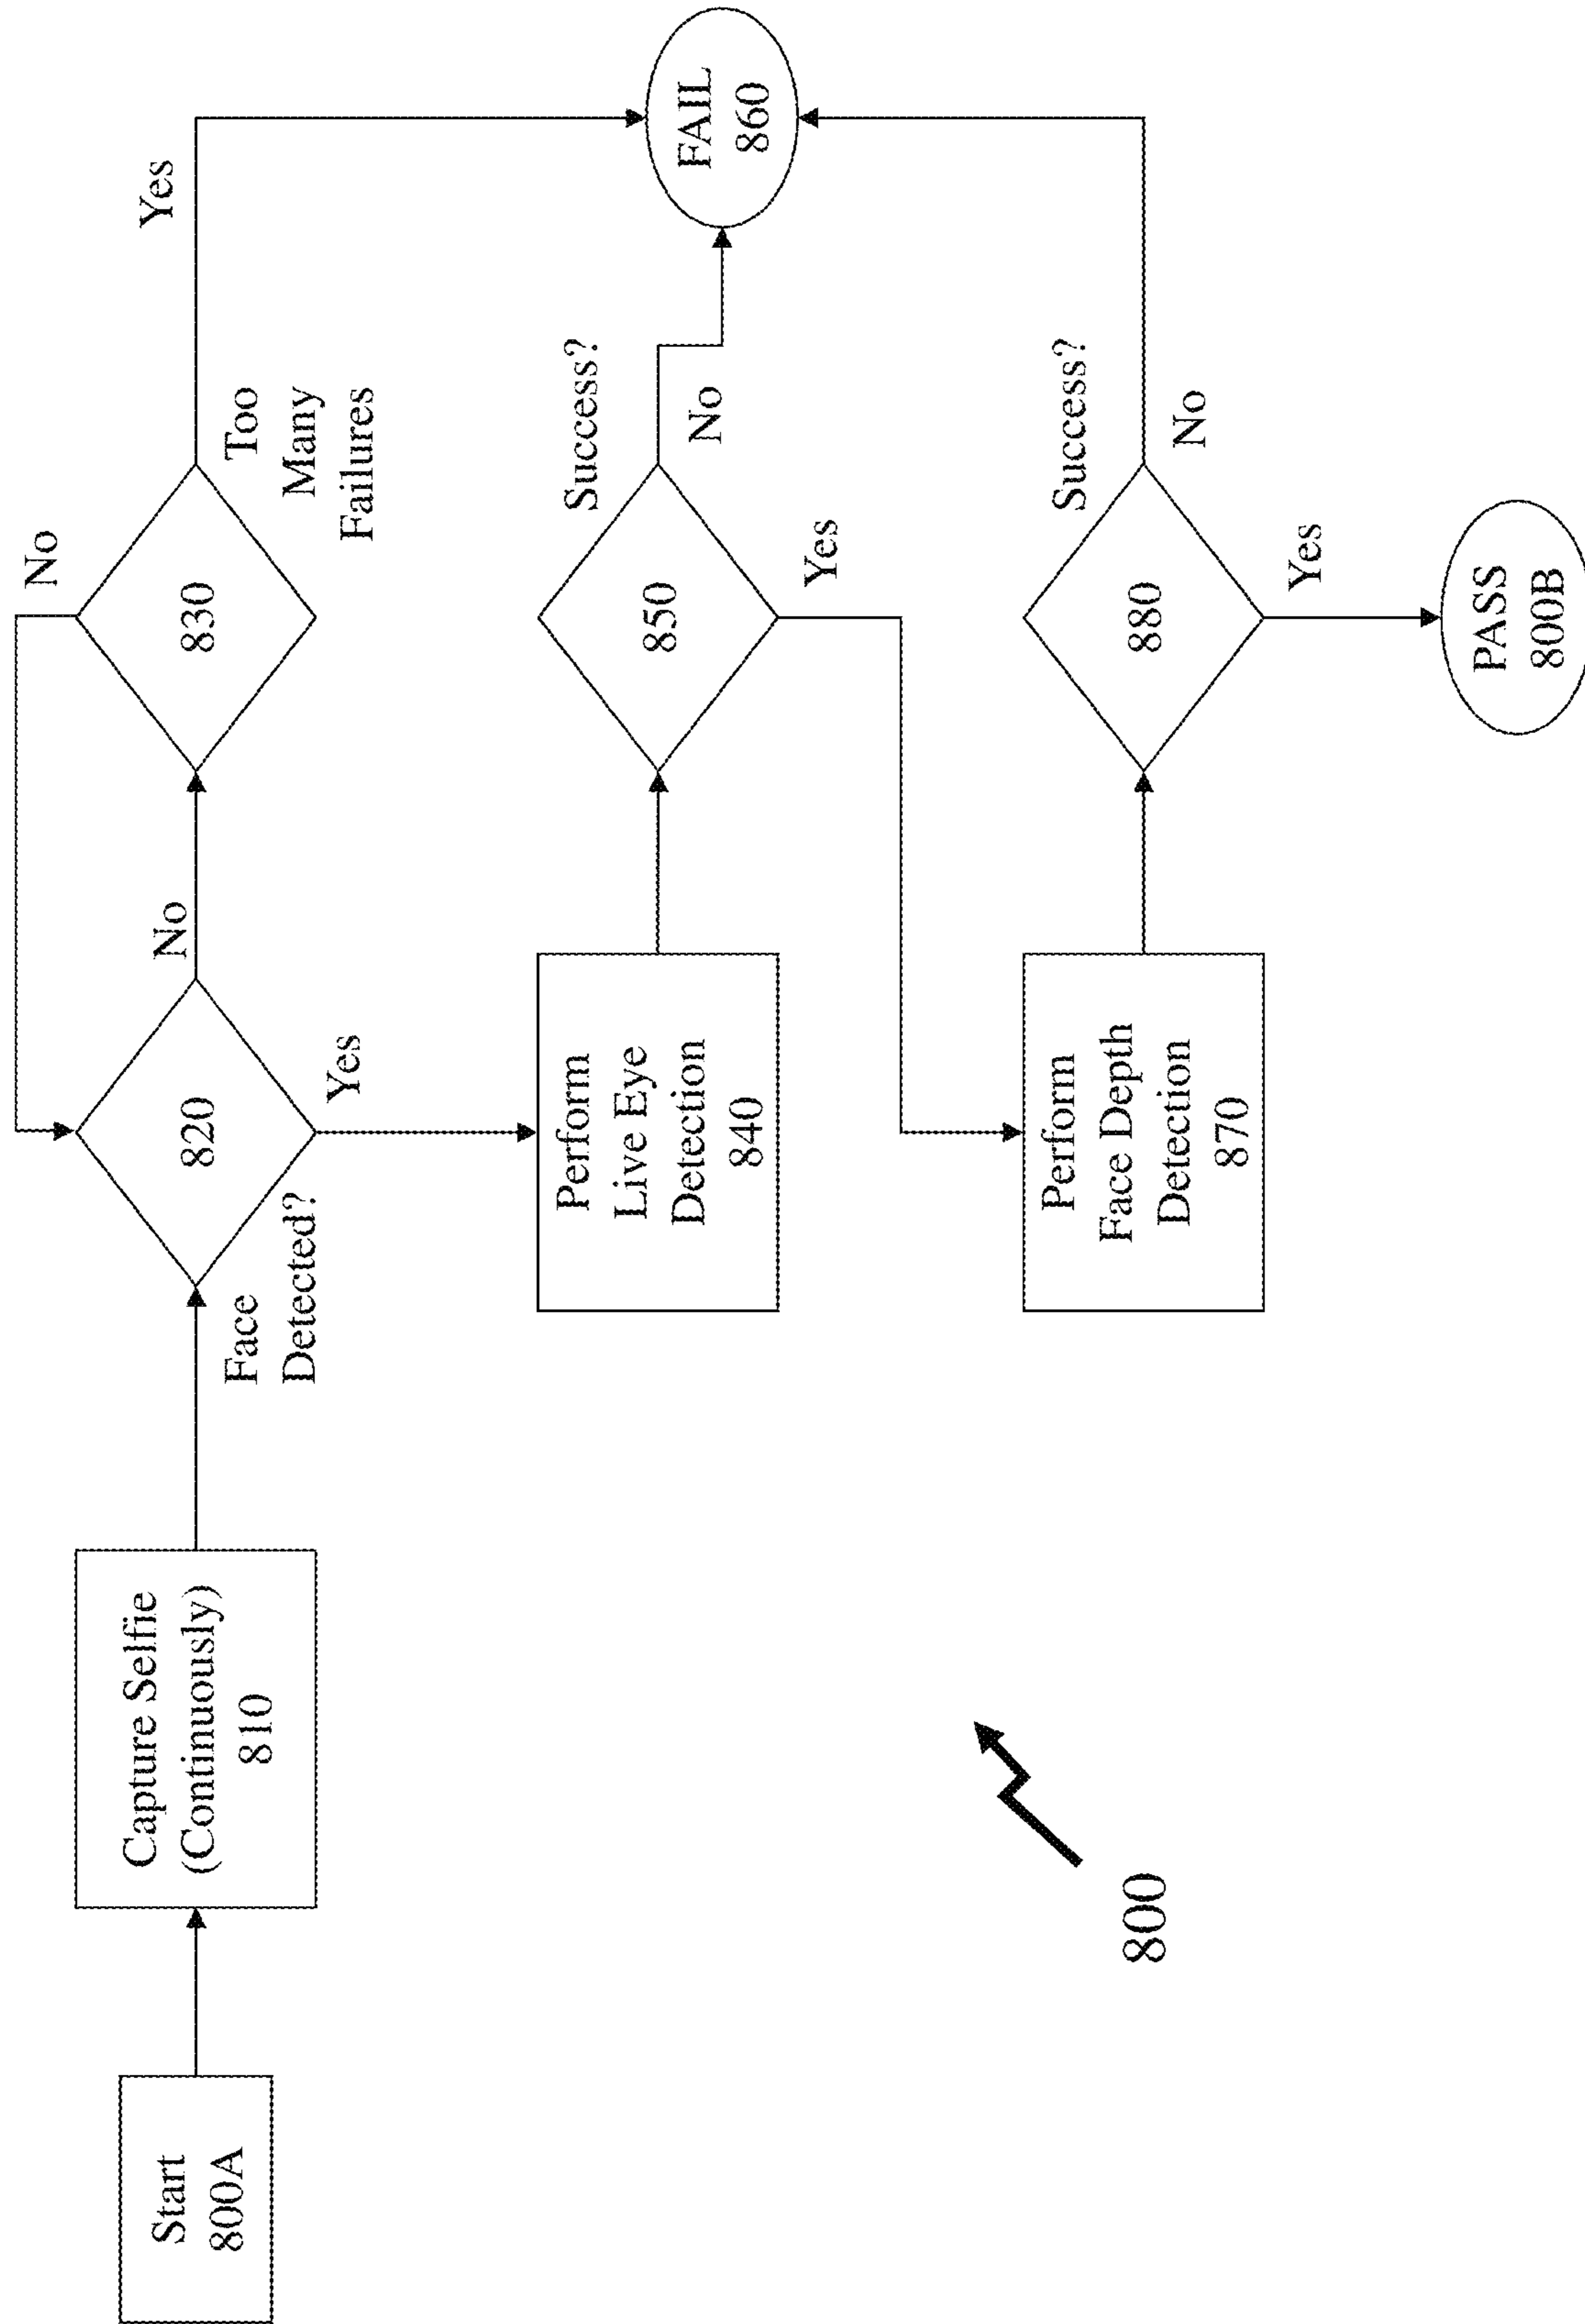 Start
800A
Capture Selfie
(Continuously)
810
Face
Detected?
820
No
Yes
No
830
Too
Many
Failures
Yes
Perform
Live Eye
Detection
840
850
Success?
No
Yes
FAIL
860
Perform
Face Depth
Detection
870
880
Success?
No
Yes
PASS
800B
800